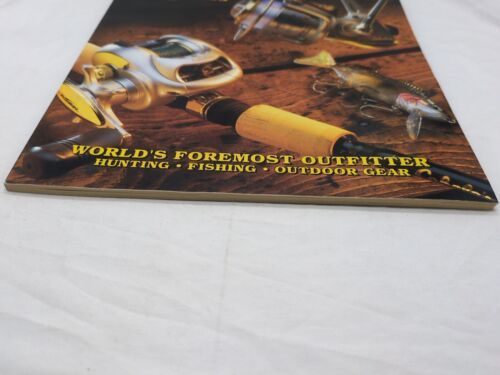 WORLD'S FOREMOST OUTFITTER
HUNTING • FISHING • OUTDOOR GEAR